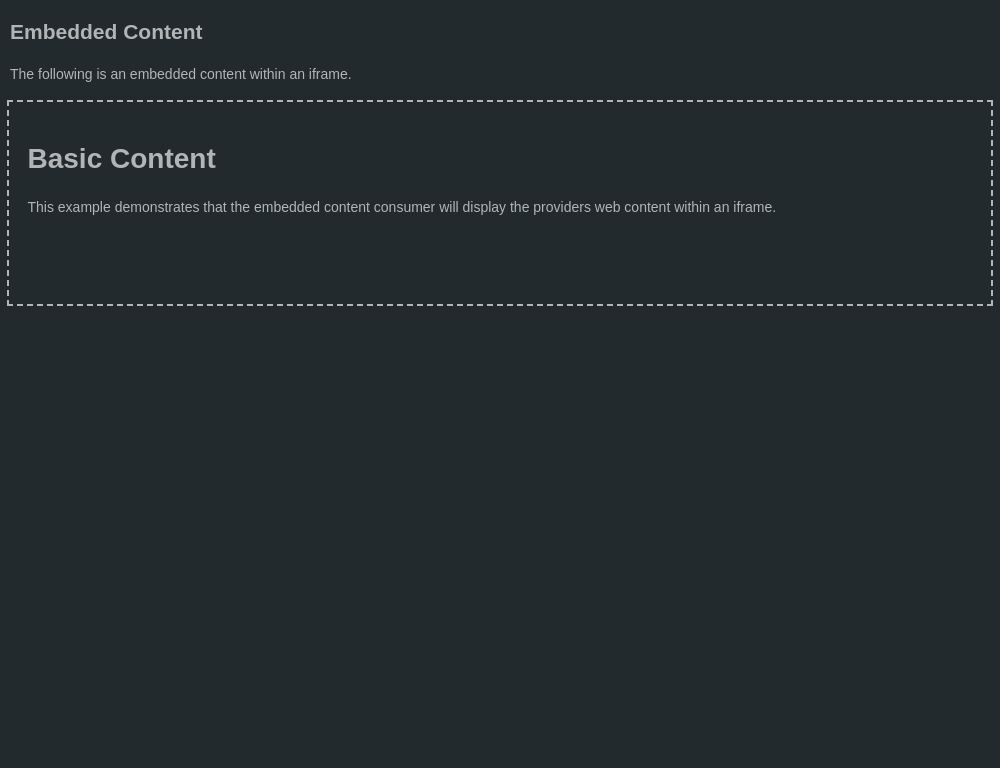 Embedded Content
The following is an embedded content within an iframe.
Basic Content
This example demonstrates that the embedded content consumer will display the providers web content within an iframe.